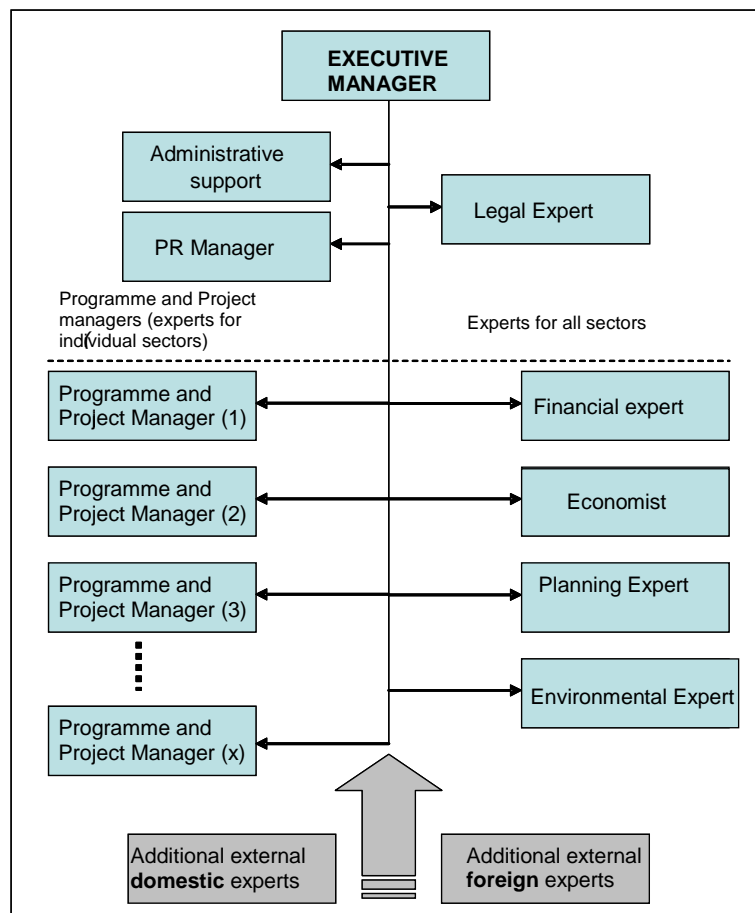 EXECUTIVE
MANAGER
Administrative
support
Legal Expert
PR Manager
Programme and Project
managers (experts for
individual sectors)
Experts for all sectors
Programme and
Project Manager (1)
Financial expert
Programme and
Project Manager (2)
Economist
Programme and
Project Manager (3)
Planning Expert
Environmental Expert
Programme and
Project Manager (x)
Additional external
domestic experts
Additional external
foreign experts